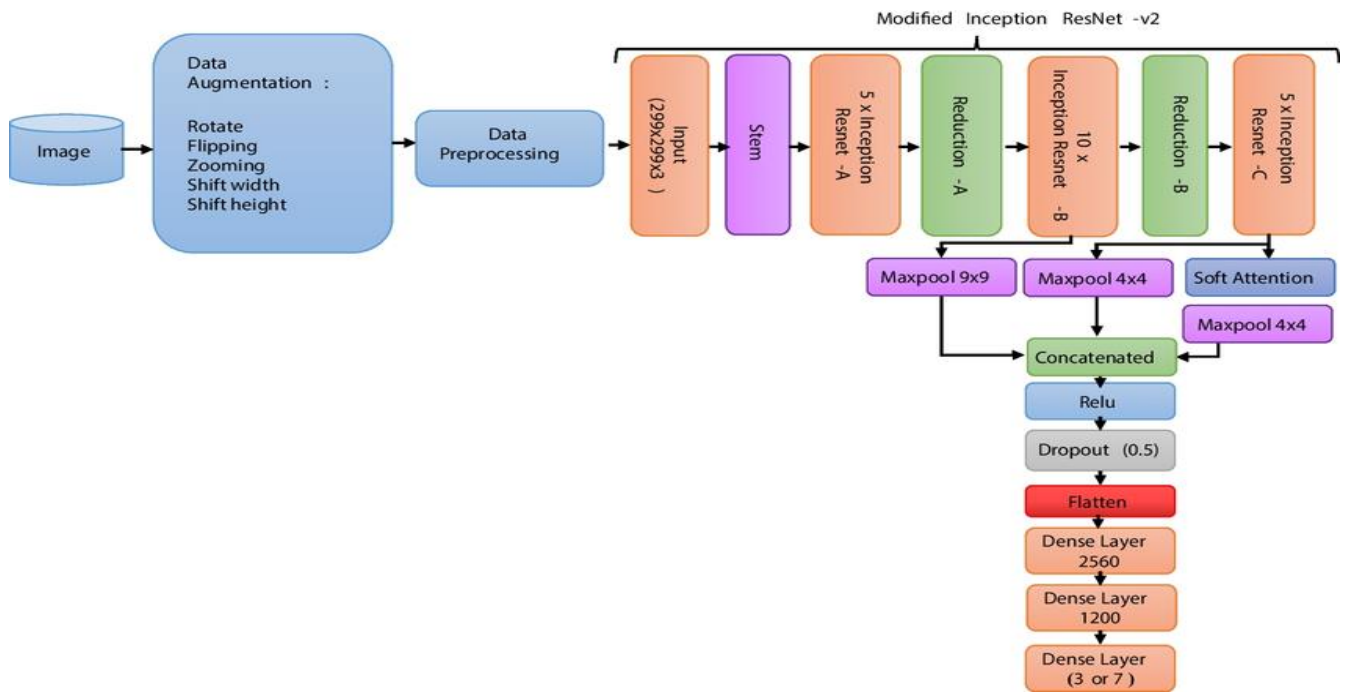 Modified Inception ResNet -v2
Image
Data
Augmentation :
Rotate
Flipping
Zooming
Shift width
Shift height
Data
Preprocessing
Input
(299x299x3 )
Stem
5 x Inception
Resnet -A
Reduction -A
10 x
Inception Resnet -B
Reduction -B
5 x Inception
Resnet -C
Maxpool 9x9
Maxpool 4x4
Soft Attention
Maxpool 4x4
Concatenated
Relu
Dropout (0.5)
Flatten
Dense Layer
2560
Dense Layer
1200
Dense Layer
(3 or 7 )